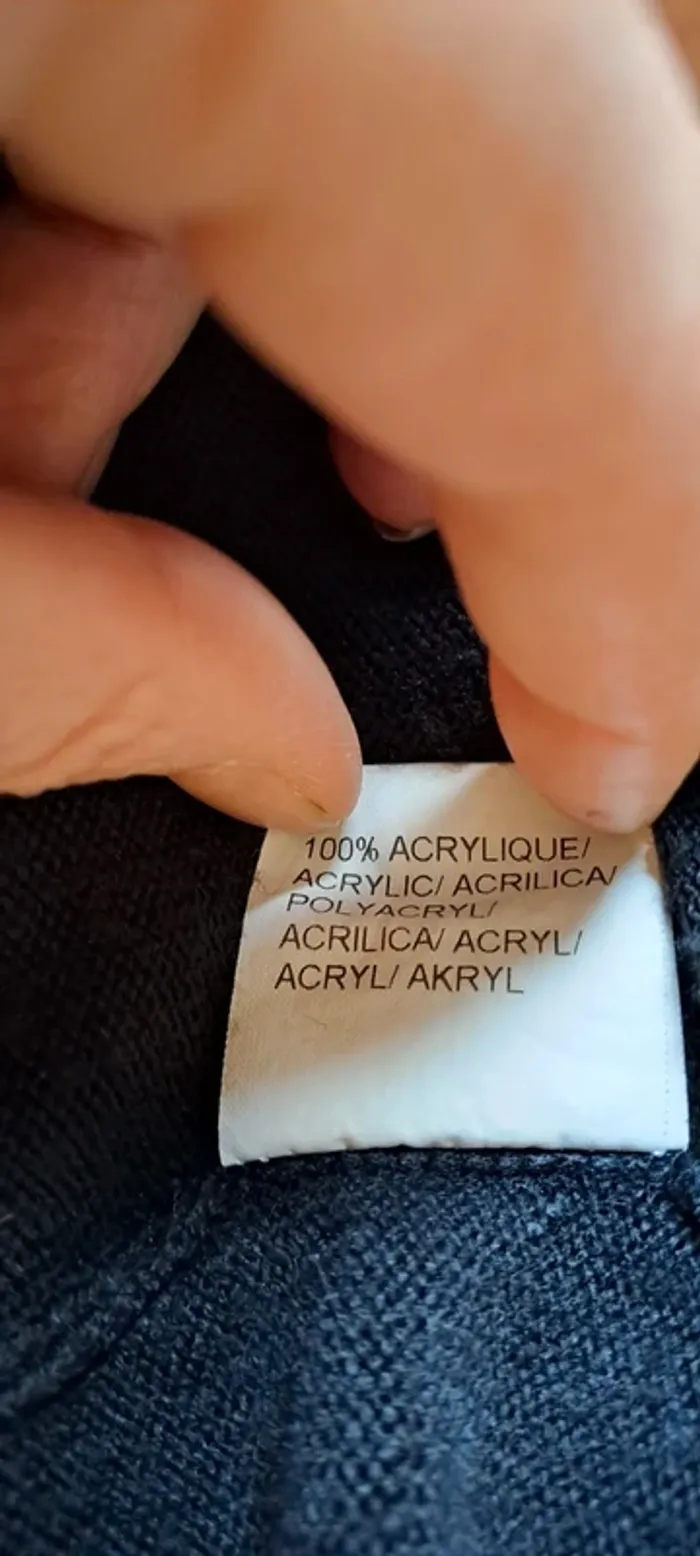 100% ACRYLIQUE/
ACRYLIC/ ACRILICA/
POLYACRYL/
ACRILICA/ ACRYL/
ACRYL/ AKRYL